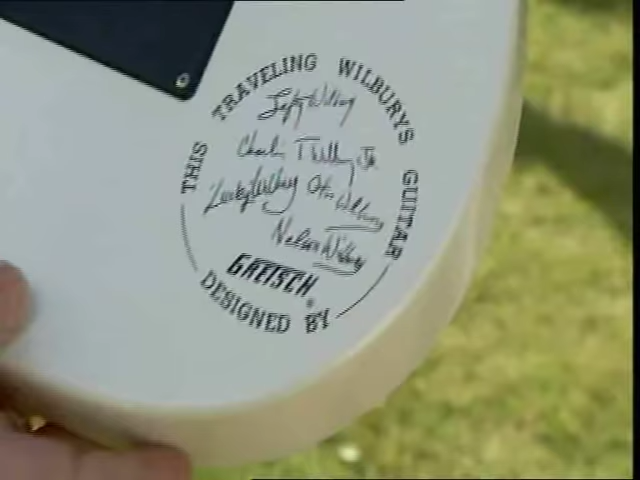 THIS TRAVELING WILBURYS GUITAR
Lefty Wilbury
Charlie T Wilbury Jr.
Lucky Wilbury Otis Wilbury
Nelson Wilbury
GRETSCH®
DESIGNED BY